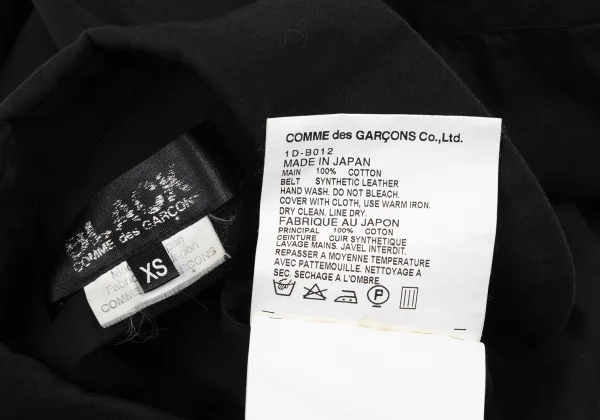 BLACK
COMME des GARÇONS
XS
COMME des GARÇONS Co.,Ltd.
1D-B012
MADE IN JAPAN
MAIN 100% COTTON
BELT SYNTHETIC LEATHER
HAND WASH. DO NOT BLEACH.
COVER WITH CLOTH, USE WARM IRON.
DRY CLEAN. LINE DRY.
FABRIQUE AU JAPON
PRINCIPAL 100% COTON
CEINTURE CUIR SYNTHETIQUE
LAVAGE MAINS. JAVEL INTERDIT.
REPASSER A MOYENNE TEMPERATURE
AVEC PATTEMOUILLE. NETTOYAGE A
SEC. SECHAGE A L'OMBRE.
P